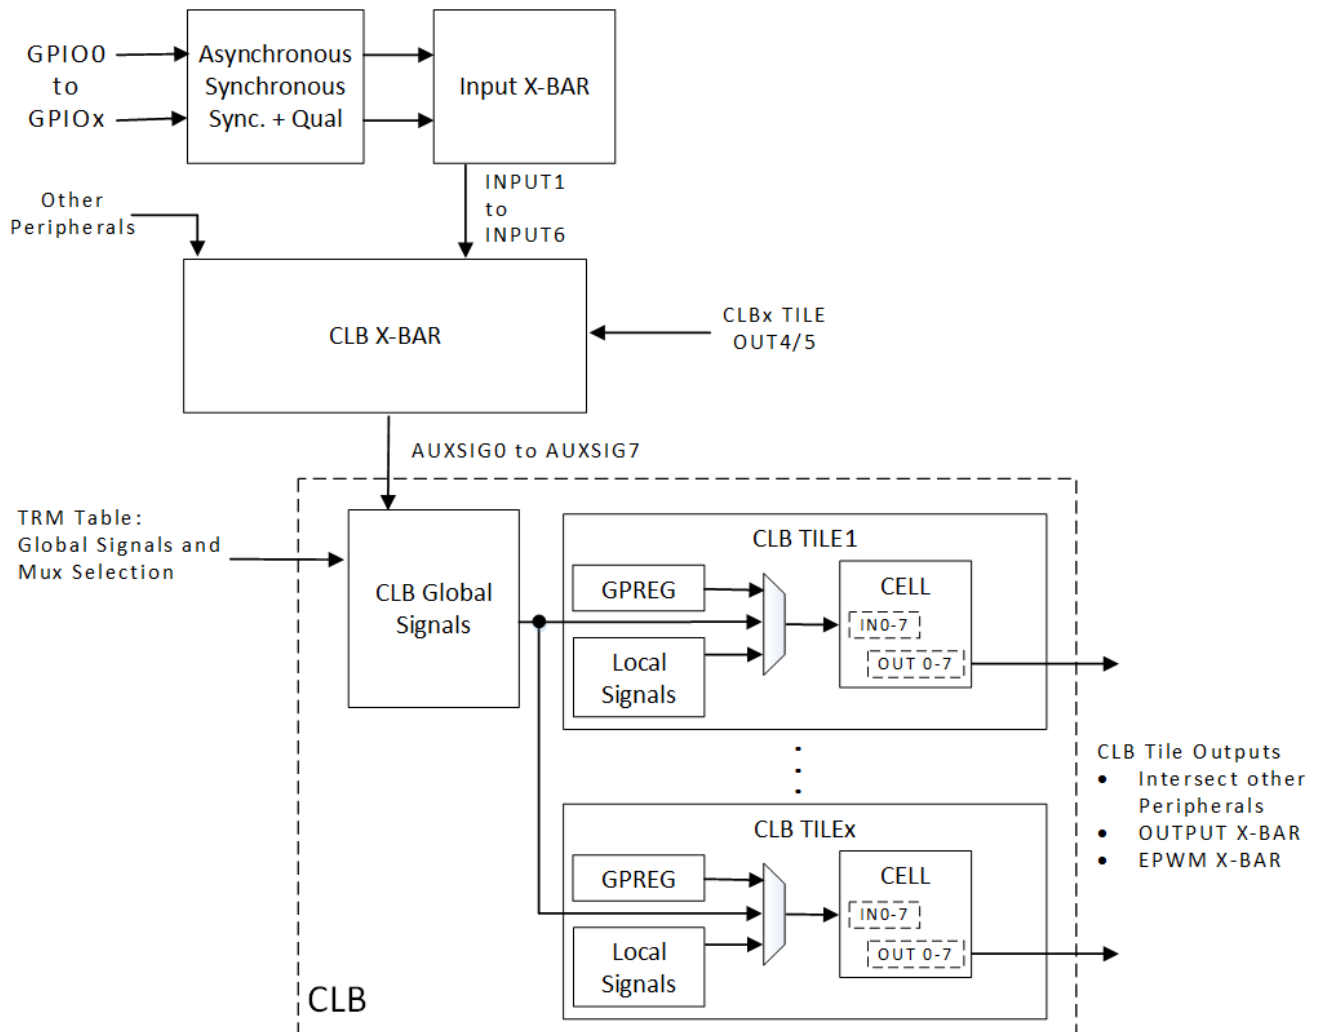 GPIO0
to
GPIOx
Asynchronous
Synchronous
Sync. + Qual
Input X-BAR
Other
Peripherals
INPUT1
to
INPUT6
CLB X-BAR
CLBx TILE
OUT4/5
AUXSIG0 to AUXSIG7
TRM Table:
Global Signals and
Mux Selection
CLB Global
Signals
CLB TILE1
GPREG
Local
Signals
CELL
IN0-7
OUT 0-7
CLB TILEx
GPREG
Local
Signals
CELL
IN0-7
OUT 0-7
CLB Tile Outputs
• Intersect other
Peripherals
• OUTPUT X-BAR
• EPWM X-BAR
CLB